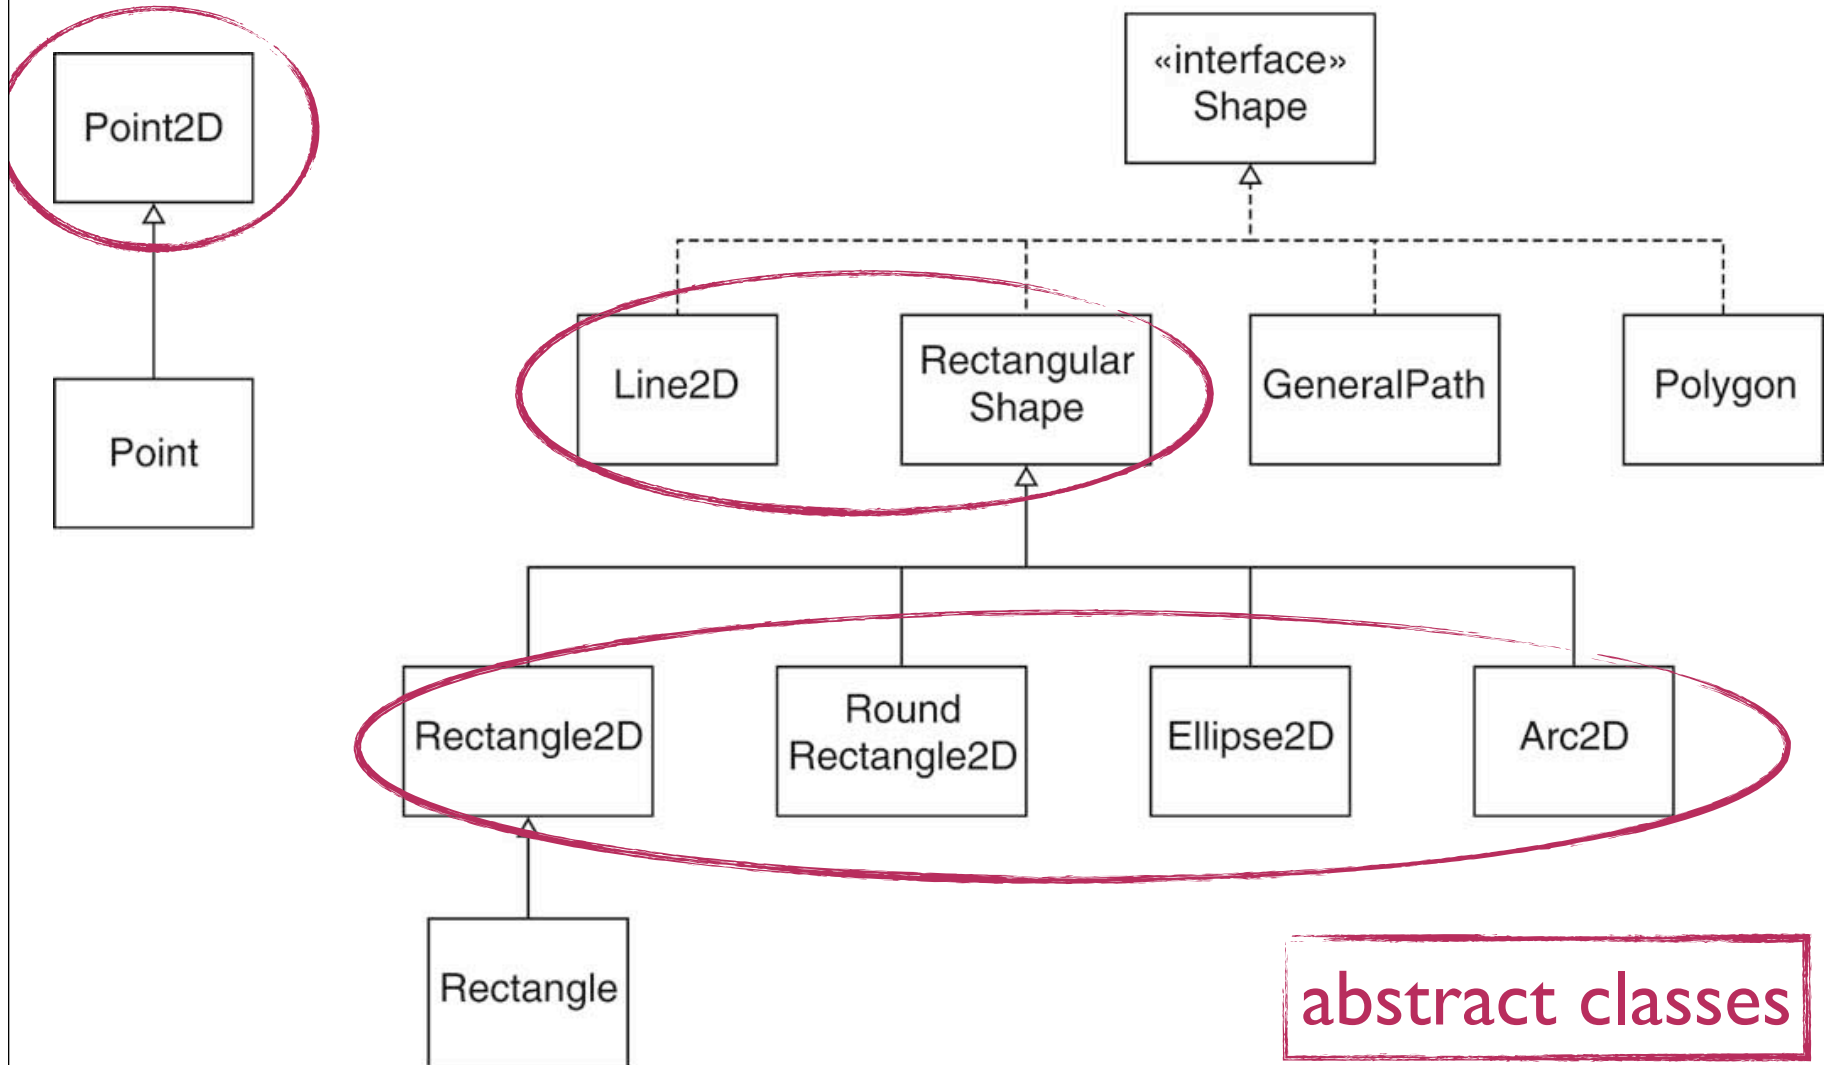 Point2D
Point
«interface»
Shape
Line2D
Rectangular
Shape
GeneralPath
Polygon
Rectangle2D
Round
Rectangle2D
Ellipse2D
Arc2D
Rectangle
abstract classes